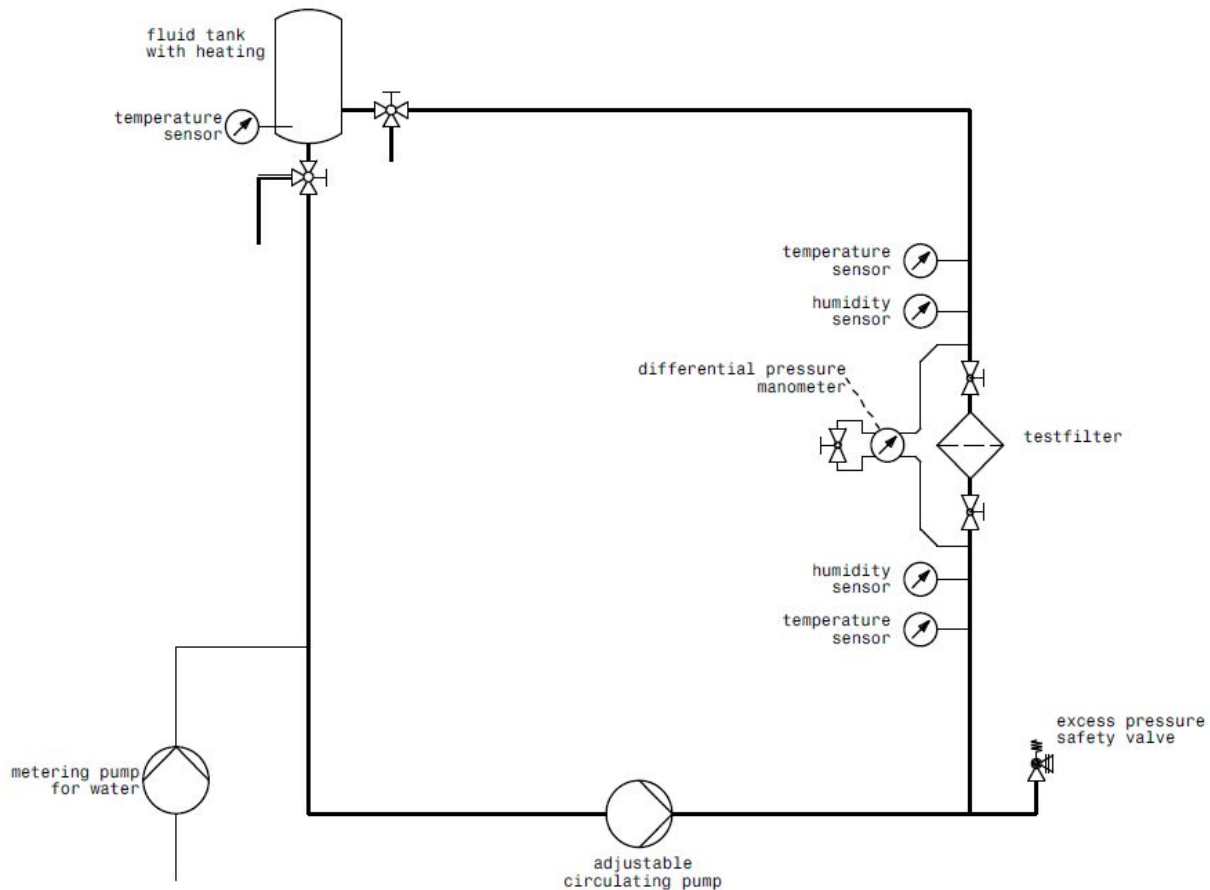 fluid tank
with heating
temperature
sensor
temperature
sensor
humidity
sensor
differential pressure
manometer
testfilter
humidity
sensor
temperature
sensor
excess pressure
safety valve
metering pump
for water
adjustable
circulating pump